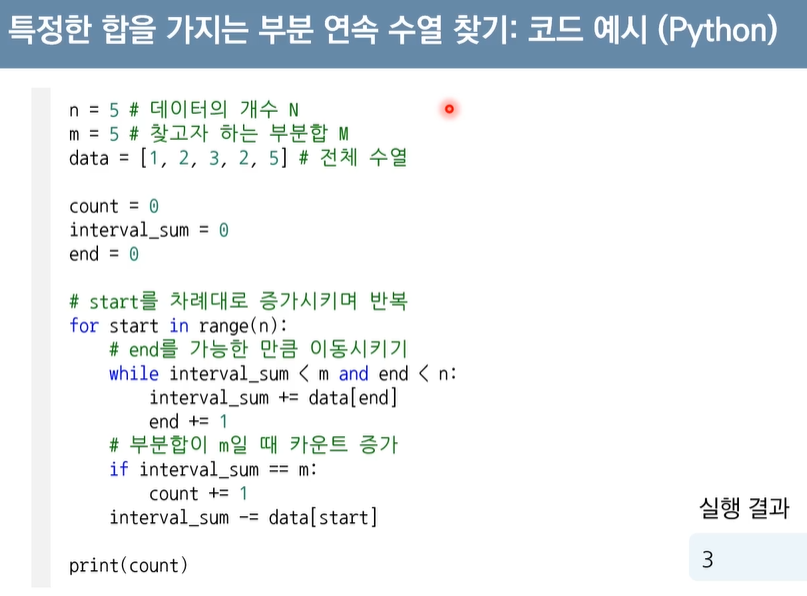 특정한 합을 가지는 부분 연속 수열 찾기: 코드 예시 (Python)
n = 5 # 데이터의 개수 N
m = 5 # 찾고자 하는 부분합 M
data = [1, 2, 3, 2, 5] # 전체 수열
count = 0
interval_sum = 0
end = 0
# start를 차례대로 증가시키며 반복
for start in range(n):
# end를 가능한 만큼 이동시키기
while interval_sum < m and end < n:
interval_sum += data[end]
end += 1
# 부분합이 m일 때 카운트 증가
if interval_sum == m:
count += 1
interval_sum -= data[start]
print(count)
실행 결과
3